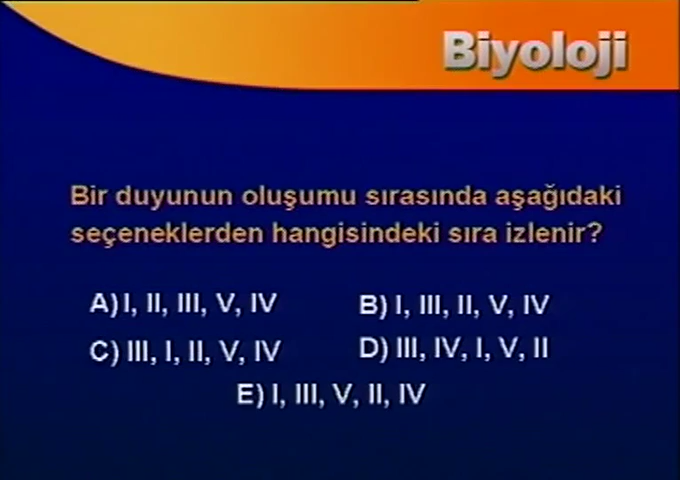 Biyoloji
Bir duyunun oluşumu sırasında aşağıdaki
seçeneklerden hangisindeki sıra izlenir?
A) I, II, III, V, IV
B) I, III, II, V, IV
C) III, I, II, V, IV
D) III, IV, I, V, II
E) I, III, V, II, IV